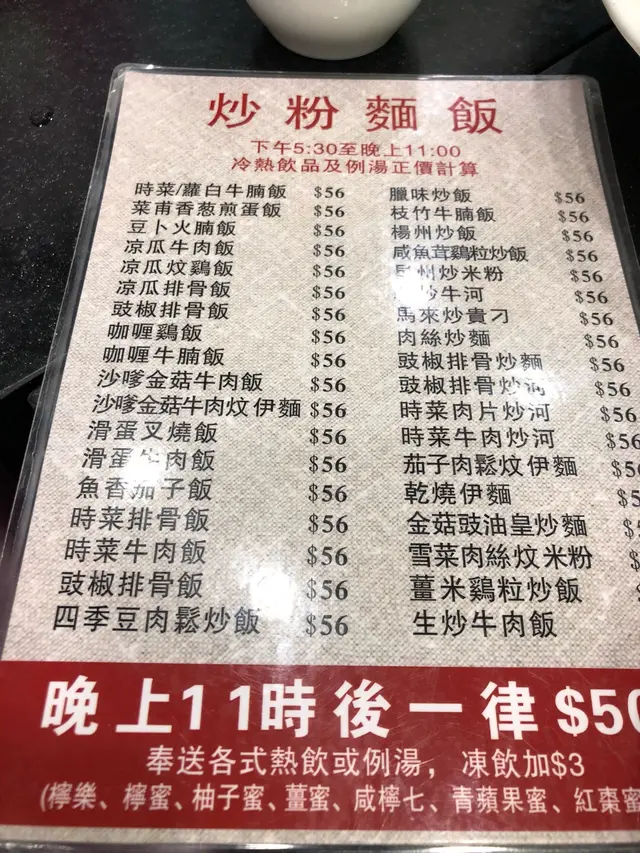 炒粉麵飯
下午5:30至晚上11:00
冷熱飲品及例湯正價計算
時菜/蘿白牛腩飯 $56
菜甫香葱煎蛋飯 $56
豆卜火腩飯 $56
凉瓜牛肉飯 $56
凉瓜炆鷄飯 $56
凉瓜排骨飯 $56
豉椒排骨飯 $56
咖喱鷄飯 $56
咖喱牛腩飯 $56
沙嗲金菇牛肉飯 $56
沙嗲金菇牛肉炆伊麵 $56
滑蛋叉燒飯 $56
滑蛋牛肉飯 $56
魚香茄子飯 $56
時菜排骨飯 $56
時菜牛肉飯 $56
豉椒排骨飯 $56
四季豆肉鬆炒飯 $56
臘味炒飯 $56
枝竹牛腩飯 $56
楊州炒飯 $56
咸魚茸鷄粒炒飯 $56
州炒米粉 $56
炒牛河 $56
馬來炒貴刁 $56
肉絲炒麵 $56
豉椒排骨炒麵 $56
豉椒排骨炒河 $56
時菜肉片炒河 $56
時菜牛肉炒河 $56
茄子肉鬆炆伊麵 $5
乾燒伊麵 $5
金菇豉油皇炒麵 $
雪菜肉絲炆米粉 $
薑米鷄粒炒飯
生炒牛肉飯
晚上11時後一律 $50
奉送各式熱飲或例湯，凍飲加$3
(檸樂、檸蜜、柚子蜜、薑蜜、咸檸七、青蘋果蜜、紅棗蜜